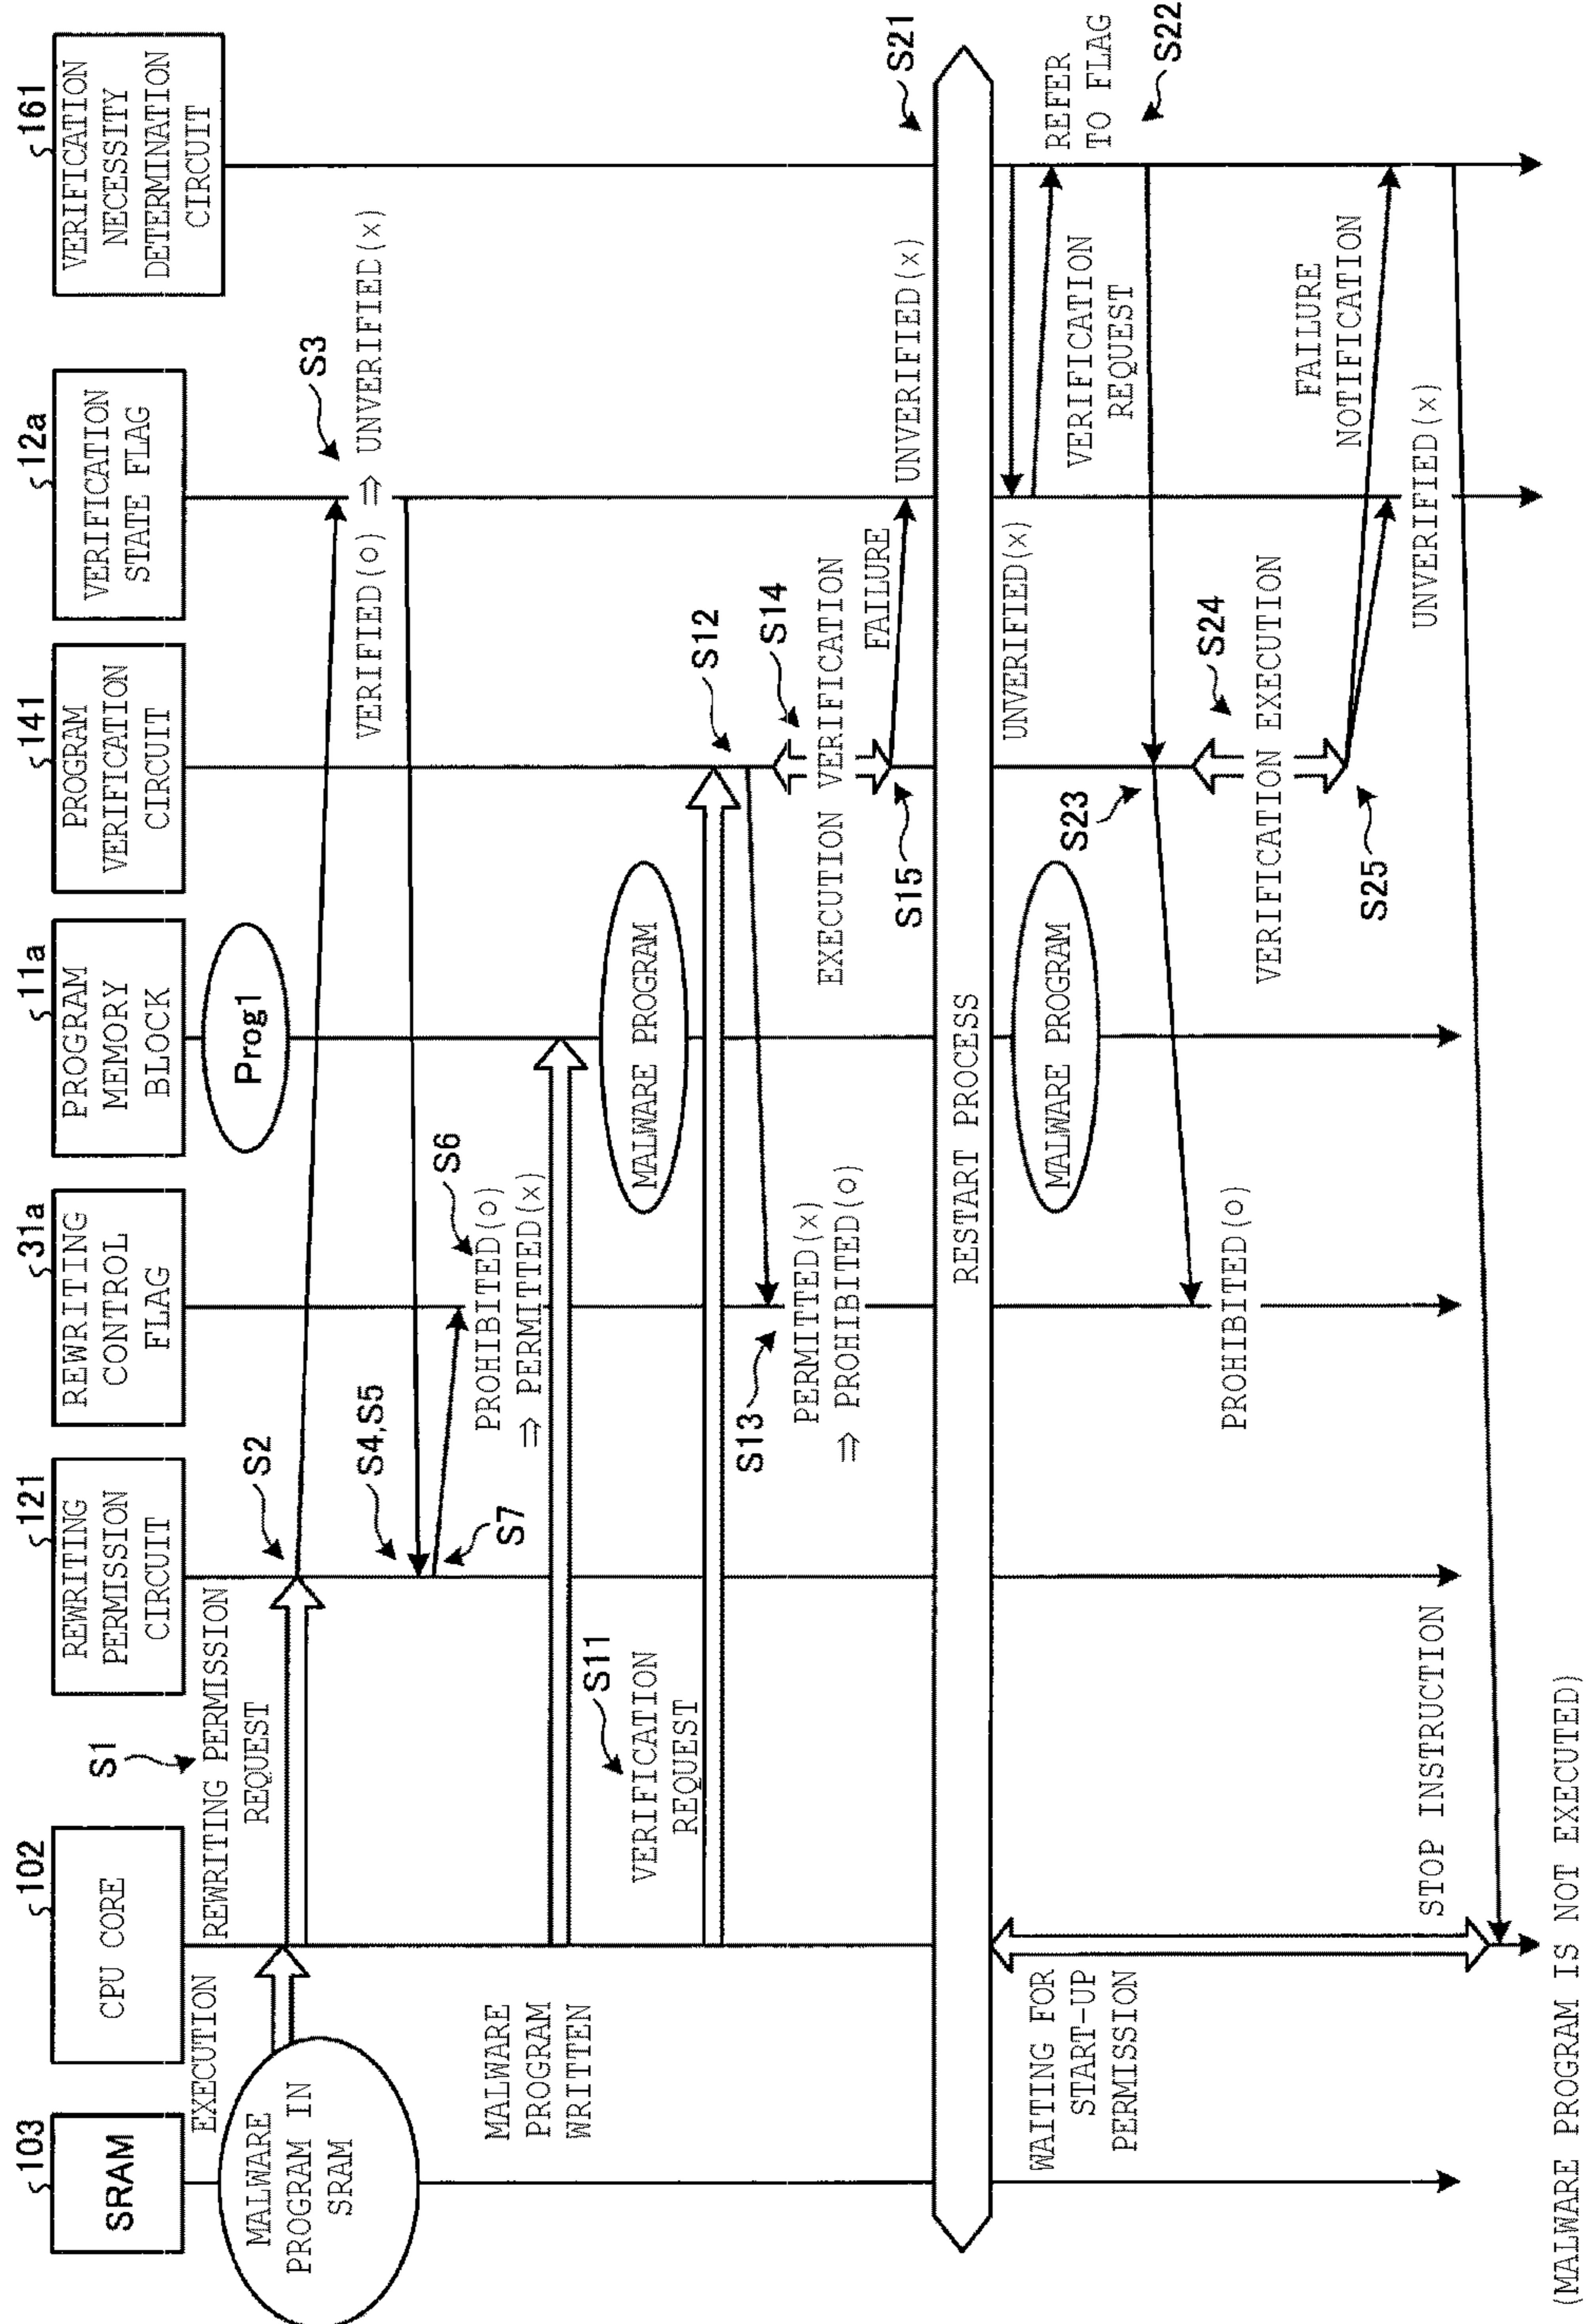 103
SRAM
102
CPU CORE
121
REWRITING
PERMISSION
CIRCUIT
31a
REWRITING
CONTROL
FLAG
11a
PROGRAM
MEMORY
BLOCK
141
PROGRAM
VERIFICATION
CIRCUIT
12a
VERIFICATION
STATE FLAG
161
VERIFICATION
NECESSITY
DETERMINATION
CIRCUIT
EXECUTION
MALWARE
PROGRAM IN
SRAM
S1
REWRITING PERMISSION
REQUEST
S2
Prog1
S3
VERIFIED(o) ⇒ UNVERIFIED(x)
S4,S5
S7
S6
PROHIBITED(o)
⇒ PERMITTED(x)
MALWARE
PROGRAM
WRITTEN
MALWARE PROGRAM
S11
VERIFICATION
REQUEST
S12
S13
PERMITTED(x)
⇒ PROHIBITED(o)
S14
EXECUTION VERIFICATION
S15
FAILURE
UNVERIFIED(x)
S21
RESTART PROCESS
WAITING FOR
START-UP
PERMISSION
MALWARE PROGRAM
UNVERIFIED(x)
REFER
TO FLAG
VERIFICATION
REQUEST
S22
S23
PROHIBITED(o)
S24
VERIFICATION EXECUTION
S25
FAILURE
NOTIFICATION
UNVERIFIED(x)
STOP INSTRUCTION
(MALWARE PROGRAM IS NOT EXECUTED)